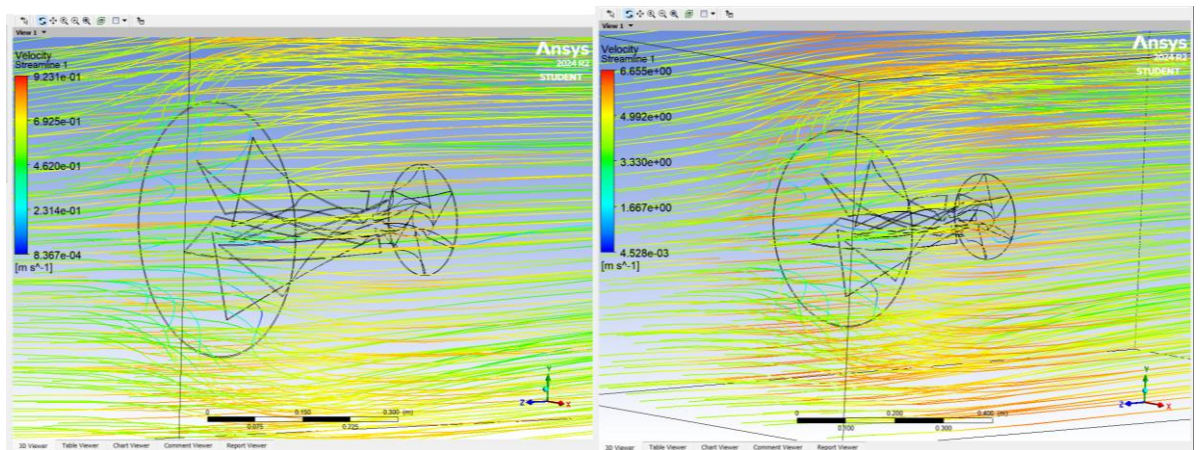 View 1
Velocity
Streamline 1
9.231e-01
6.925e-01
4.620e-01
2.314e-01
8.367e-04
[m s^-1]
Ansys
2024 R2
STUDENT
Y
Z
X
0
0.150
0.300
(m)
0.075
0.225
3D Viewer
Table Viewer
Chart Viewer
Comment Viewer
Report Viewer
View 1
Velocity
Streamline 1
6.655e+00
4.992e+00
3.330e+00
1.667e+00
4.528e-03
[m s^-1]
Ansys
2024 R2
STUDENT
Y
Z
X
0
0.200
0.400
(m)
0.100
0.300
3D Viewer
Table Viewer
Chart Viewer
Comment Viewer
Report Viewer